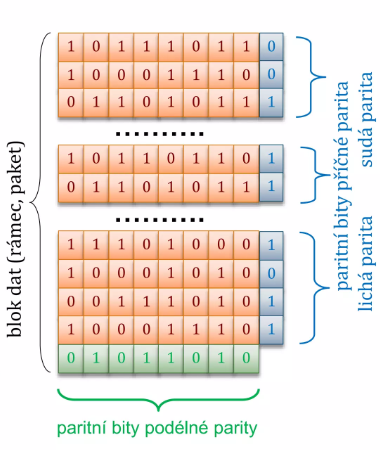 1 0 1 1 1 0 1 1 0
1 0 0 0 1 1 1 0 0
0 1 1 0 1 0 1 1 1
..........
1 0 1 1 0 1 1 0 1
0 1 1 0 1 0 1 1 1
..........
1 1 1 0 1 0 0 0 1
1 0 0 0 1 0 1 0 0
0 0 1 1 1 0 1 0 1
1 0 0 0 1 1 1 0 1
0 1 0 1 1 0 1 0
blok dat (rámec, paket)
paritní bity příčné parita
sudá parita
lichá parita
paritní bity podélné parity